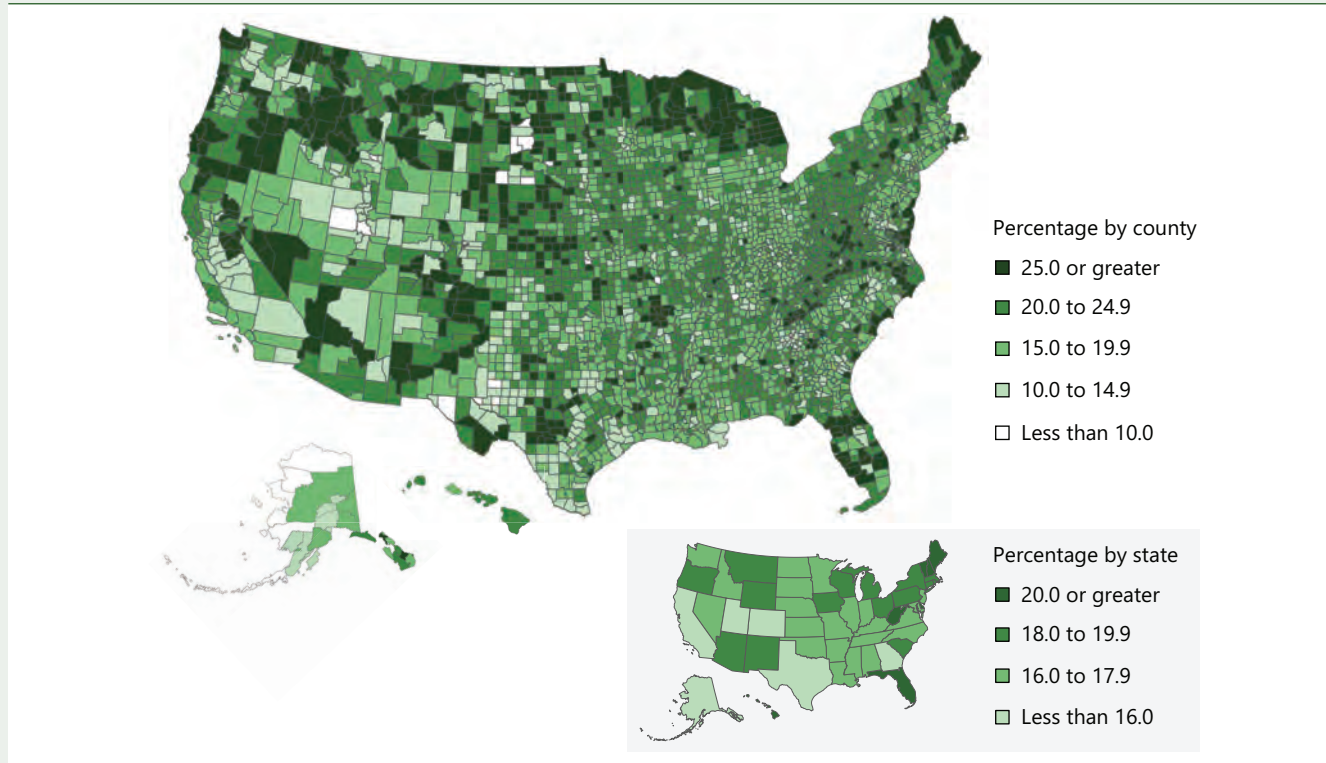 Percentage by county
25.0 or greater
20.0 to 24.9
15.0 to 19.9
10.0 to 14.9
Less than 10.0
Percentage by state
20.0 or greater
18.0 to 19.9
16.0 to 17.9
Less than 16.0